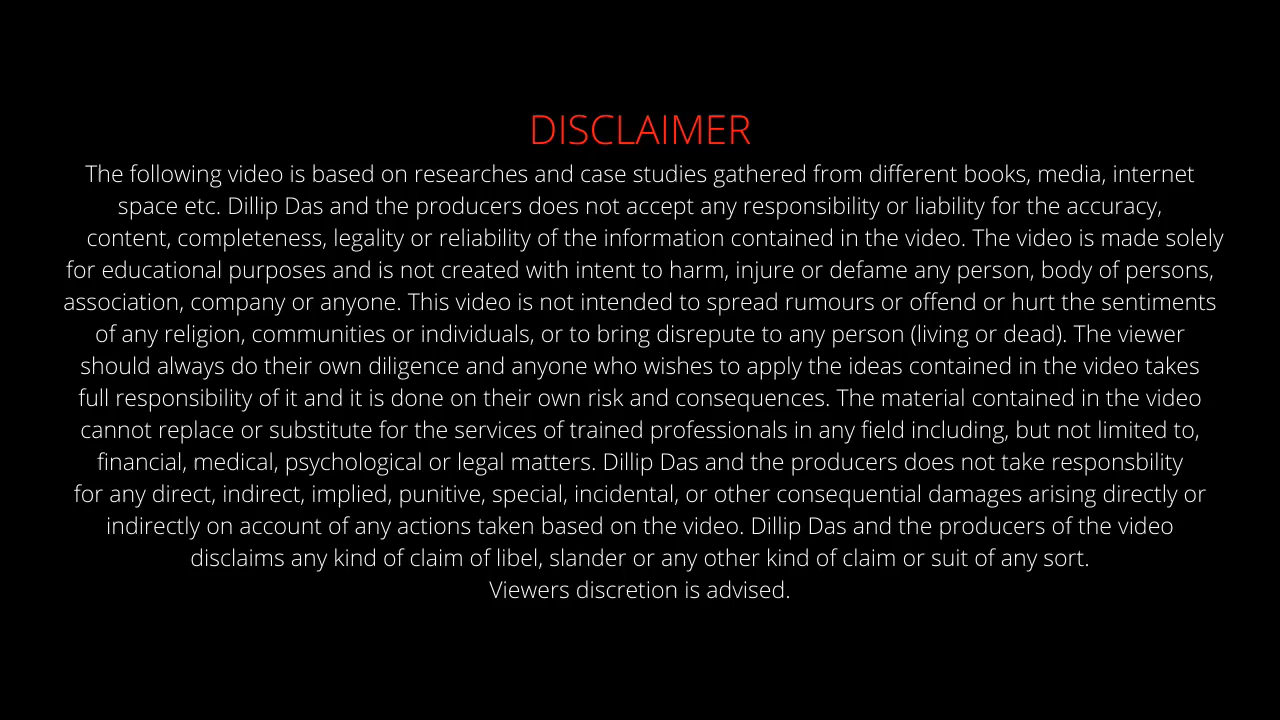 DISCLAIMER
The following video is based on researches and case studies gathered from different books, media, internet
space etc. Dillip Das and the producers does not accept any responsibility or liability for the accuracy,
content, completeness, legality or reliability of the information contained in the video. The video is made solely
for educational purposes and is not created with intent to harm, injure or defame any person, body of persons,
association, company or anyone. This video is not intended to spread rumours or offend or hurt the sentiments
of any religion, communities or individuals, or to bring disrepute to any person (living or dead). The viewer
should always do their own diligence and anyone who wishes to apply the ideas contained in the video takes
full responsibility of it and it is done on their own risk and consequences. The material contained in the video
cannot replace or substitute for the services of trained professionals in any field including, but not limited to,
financial, medical, psychological or legal matters. Dillip Das and the producers does not take responsbility
for any direct, indirect, implied, punitive, special, incidental, or other consequential damages arising directly or
indirectly on account of any actions taken based on the video. Dillip Das and the producers of the video
disclaims any kind of claim of libel, slander or any other kind of claim or suit of any sort.
Viewers discretion is advised.